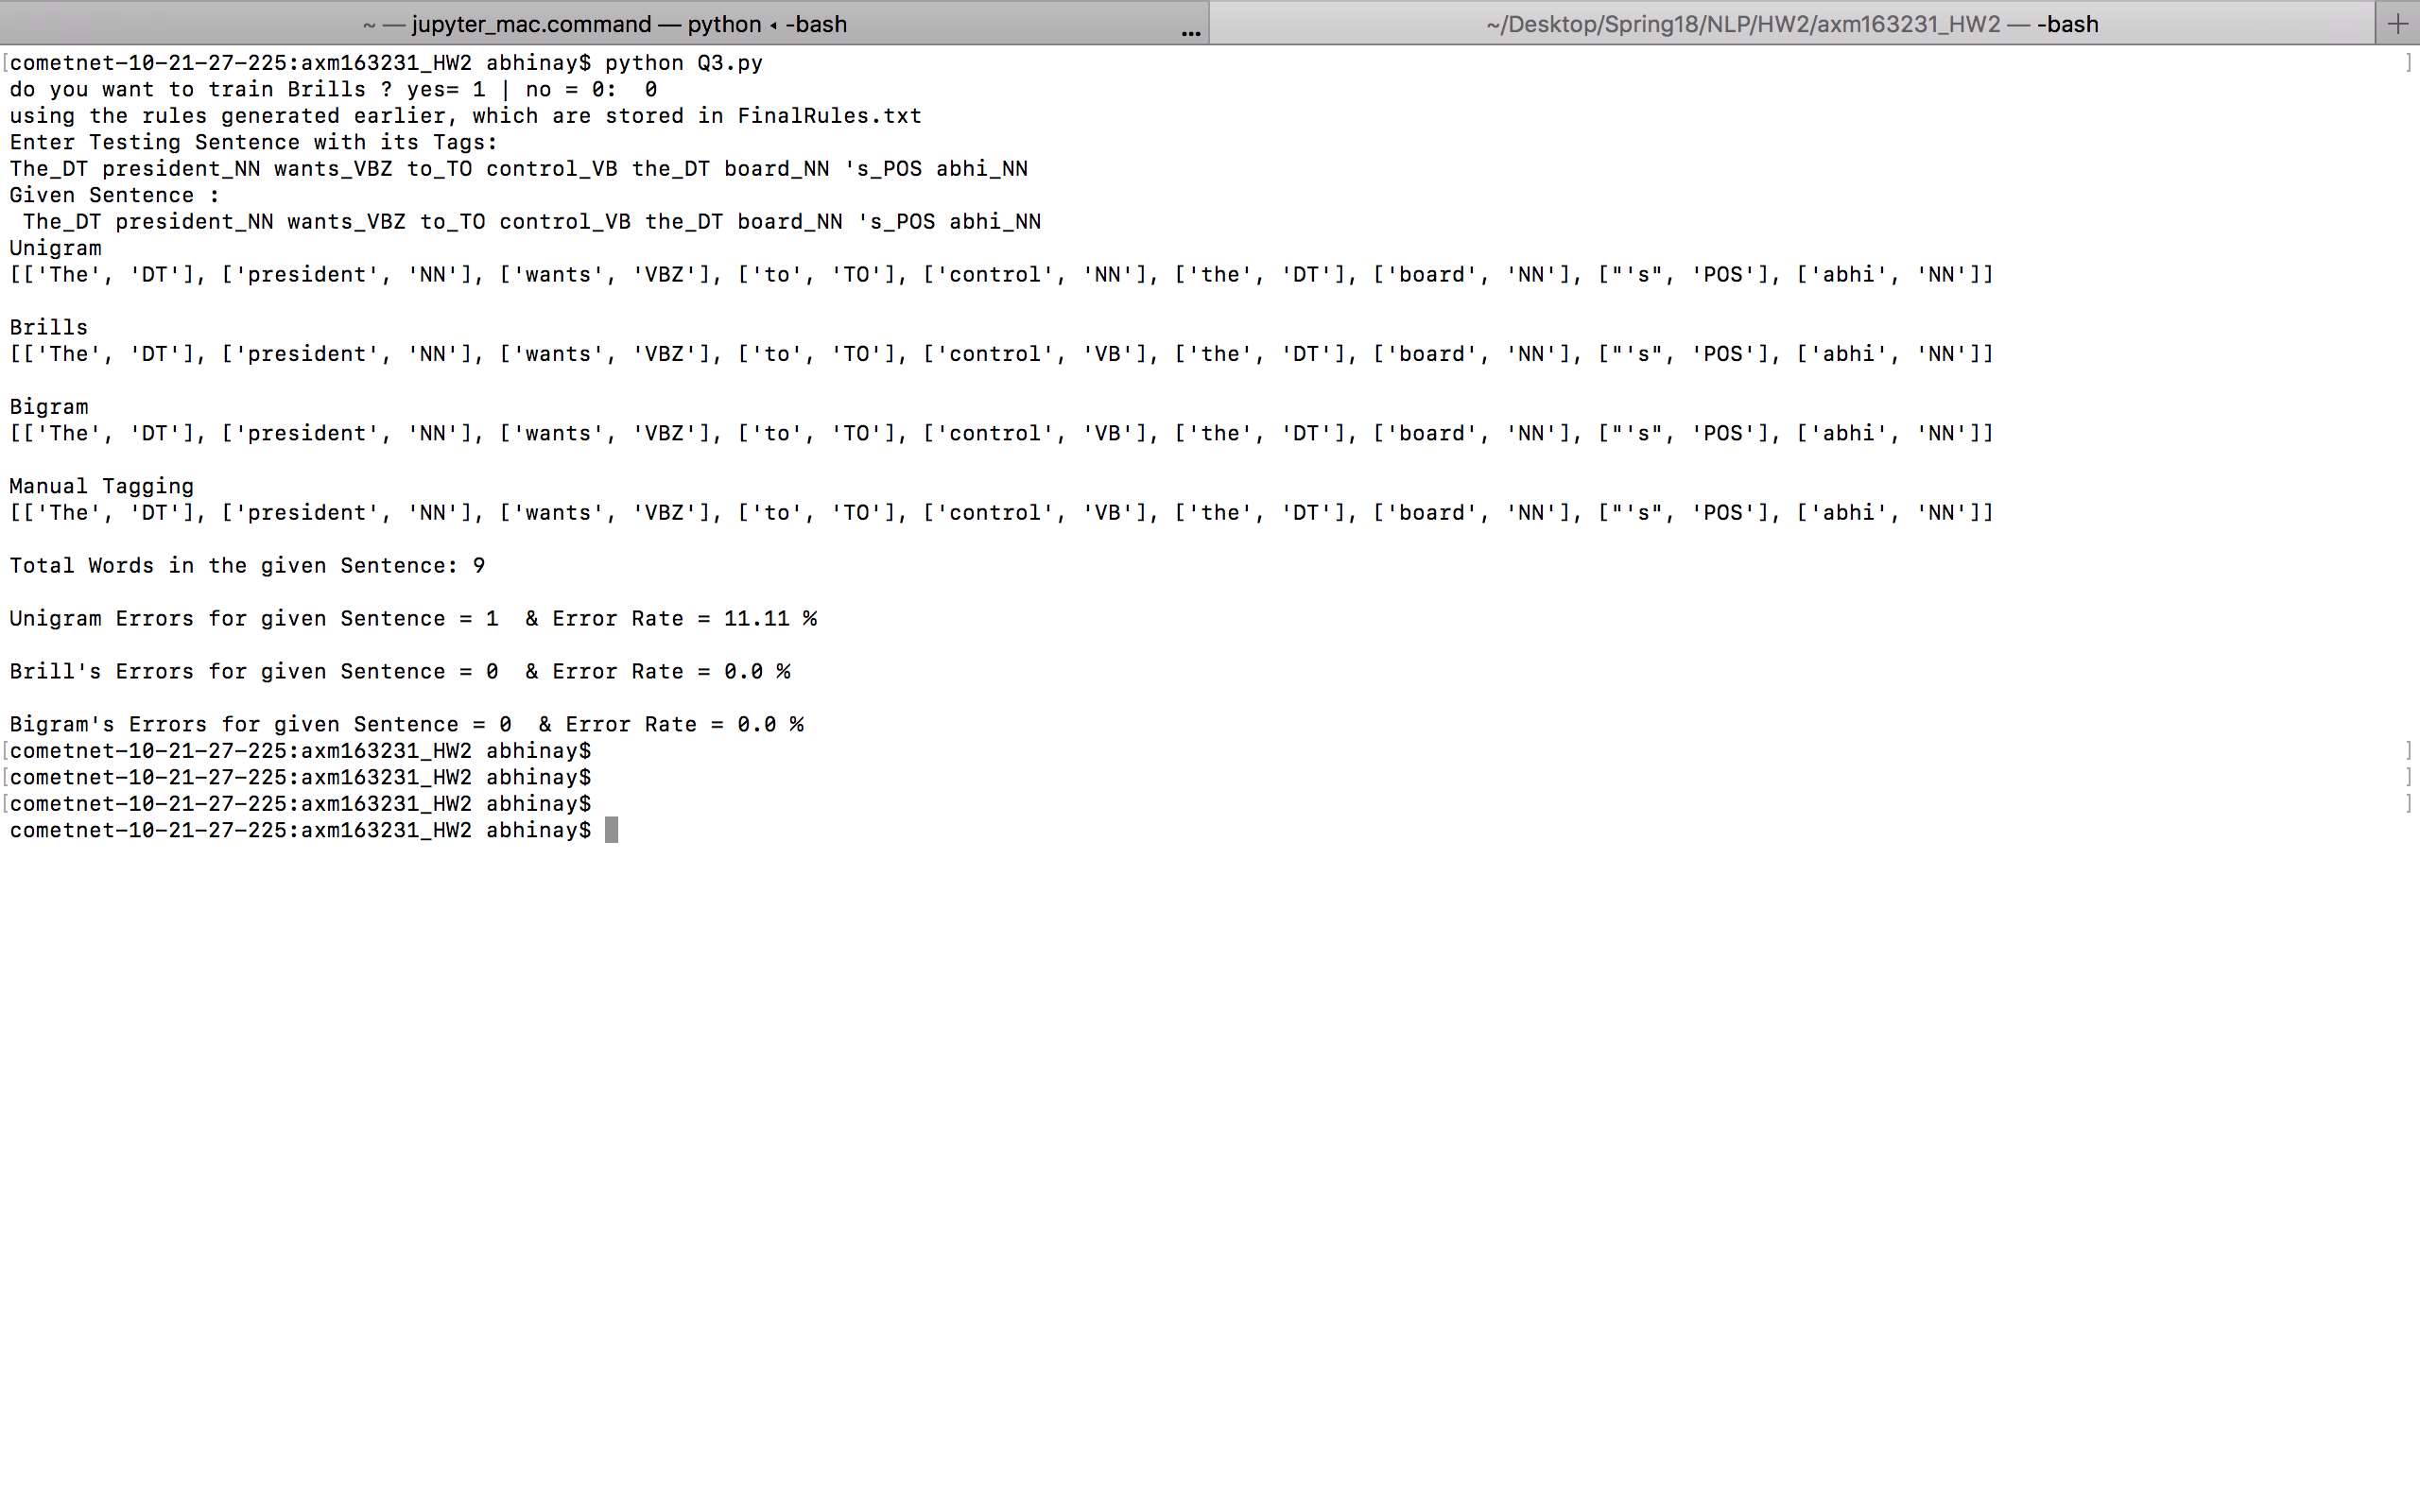 ~ — jupyter_mac.command — python ◂ -bash ... ~/Desktop/Spring18/NLP/HW2/axm163231_HW2 — -bash +
[cometnet-10-21-27-225:axm163231_HW2 abhinay$ python Q3.py ]
do you want to train Brills ? yes= 1 | no = 0:  0
using the rules generated earlier, which are stored in FinalRules.txt
Enter Testing Sentence with its Tags:
The_DT president_NN wants_VBZ to_TO control_VB the_DT board_NN 's_POS abhi_NN
Given Sentence :
 The_DT president_NN wants_VBZ to_TO control_VB the_DT board_NN 's_POS abhi_NN
Unigram
[['The', 'DT'], ['president', 'NN'], ['wants', 'VBZ'], ['to', 'TO'], ['control', 'NN'], ['the', 'DT'], ['board', 'NN'], ["'s", 'POS'], ['abhi', 'NN']]
Brills
[['The', 'DT'], ['president', 'NN'], ['wants', 'VBZ'], ['to', 'TO'], ['control', 'VB'], ['the', 'DT'], ['board', 'NN'], ["'s", 'POS'], ['abhi', 'NN']]
Bigram
[['The', 'DT'], ['president', 'NN'], ['wants', 'VBZ'], ['to', 'TO'], ['control', 'VB'], ['the', 'DT'], ['board', 'NN'], ["'s", 'POS'], ['abhi', 'NN']]
Manual Tagging
[['The', 'DT'], ['president', 'NN'], ['wants', 'VBZ'], ['to', 'TO'], ['control', 'VB'], ['the', 'DT'], ['board', 'NN'], ["'s", 'POS'], ['abhi', 'NN']]
Total Words in the given Sentence: 9
Unigram Errors for given Sentence = 1  & Error Rate = 11.11 %
Brill's Errors for given Sentence = 0  & Error Rate = 0.0 %
Bigram's Errors for given Sentence = 0  & Error Rate = 0.0 %
[cometnet-10-21-27-225:axm163231_HW2 abhinay$ ]
[cometnet-10-21-27-225:axm163231_HW2 abhinay$ ]
[cometnet-10-21-27-225:axm163231_HW2 abhinay$ ]
cometnet-10-21-27-225:axm163231_HW2 abhinay$